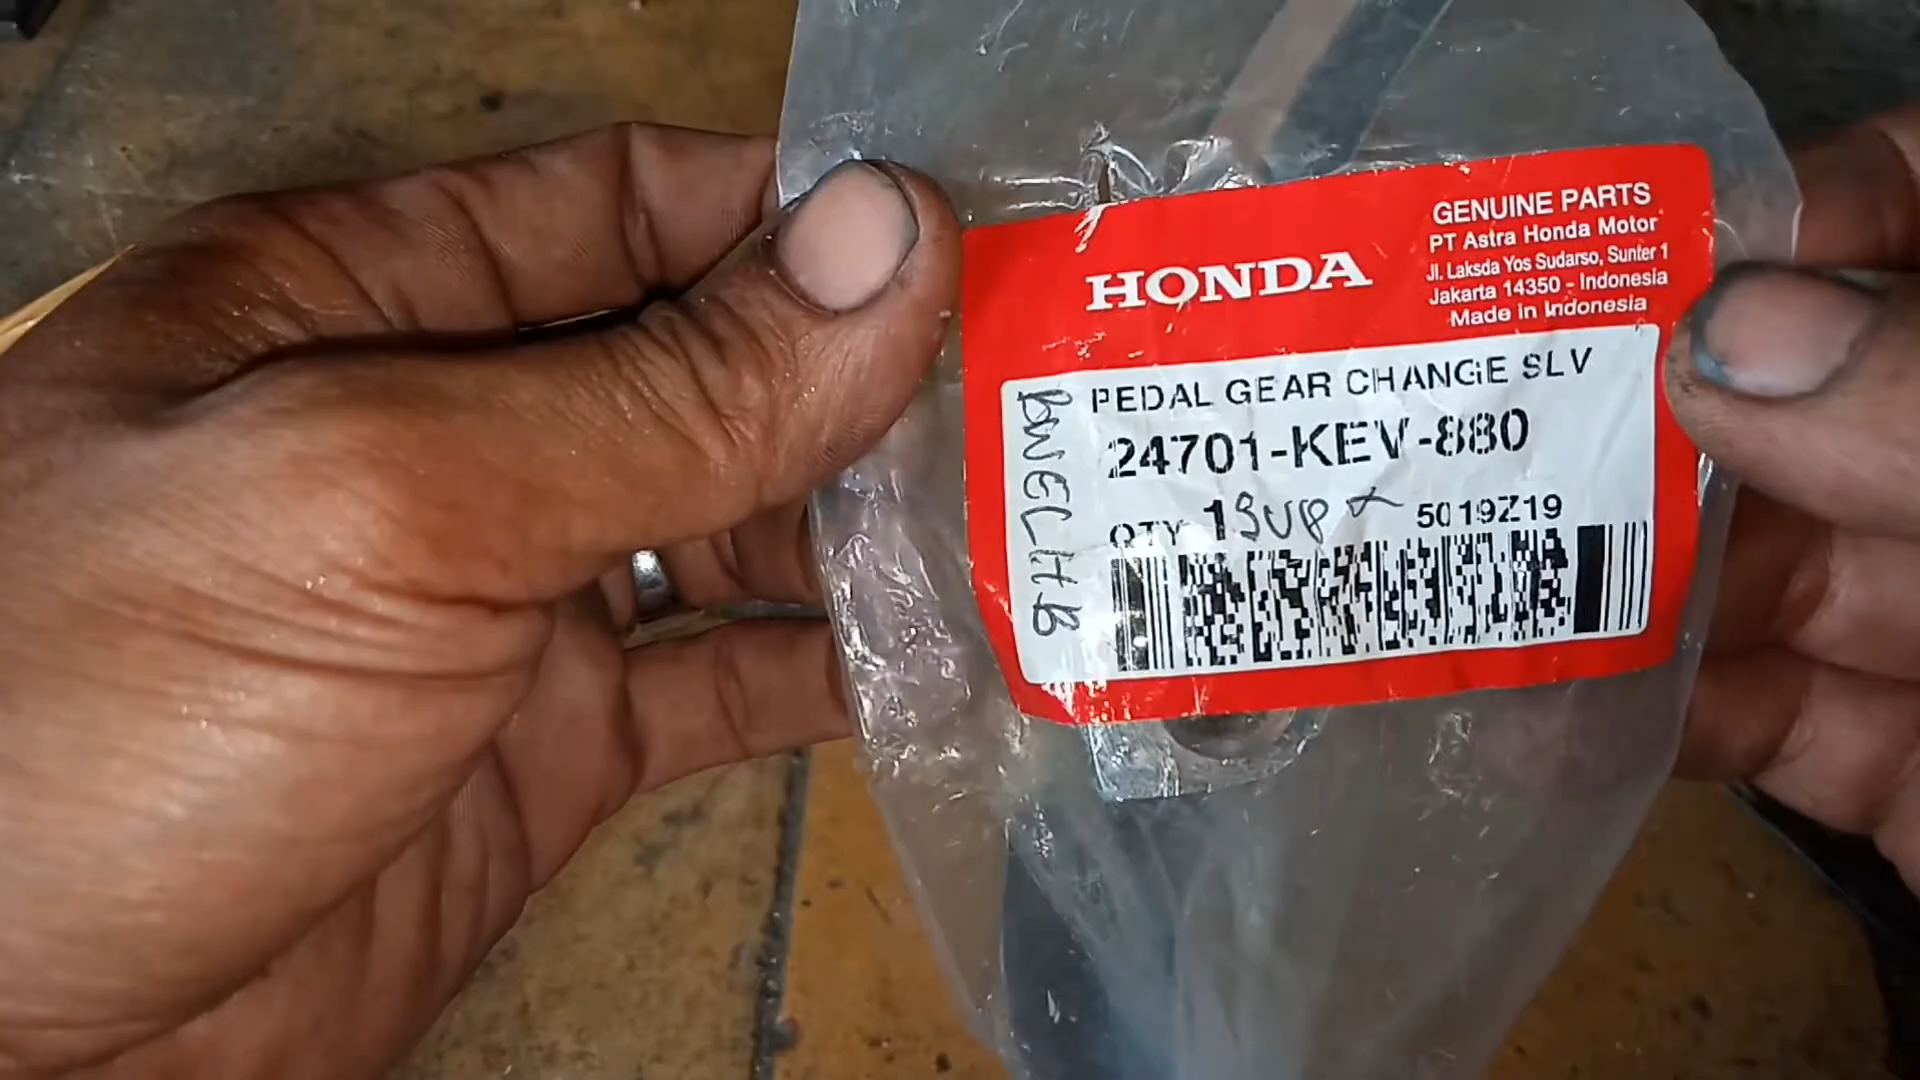 HONDA
GENUINE PARTS
PT Astra Honda Motor
Jl. Laksda Yos Sudarso, Sunter 1
Jakarta 14350 - Indonesia
Made in Indonesia
PEDAL GEAR CHANGE SLV
24701-KEV-880
QTY 1 5019Z19